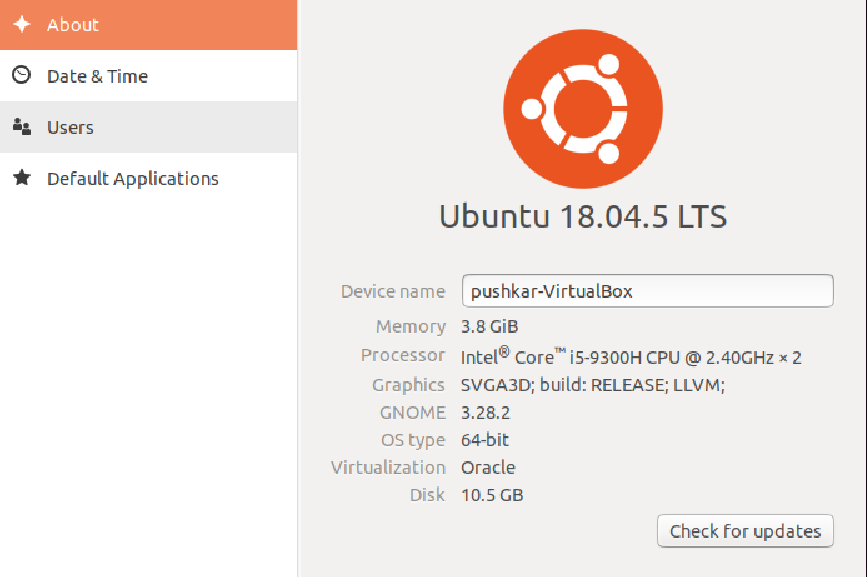 About
Date & Time
Users
Default Applications
Ubuntu 18.04.5 LTS
Device name pushkar-VirtualBox
Memory 3.8 GiB
Processor Intel® Core™ i5-9300H CPU @ 2.40GHz × 2
Graphics SVGA3D; build: RELEASE; LLVM;
GNOME 3.28.2
OS type 64-bit
Virtualization Oracle
Disk 10.5 GB
Check for updates